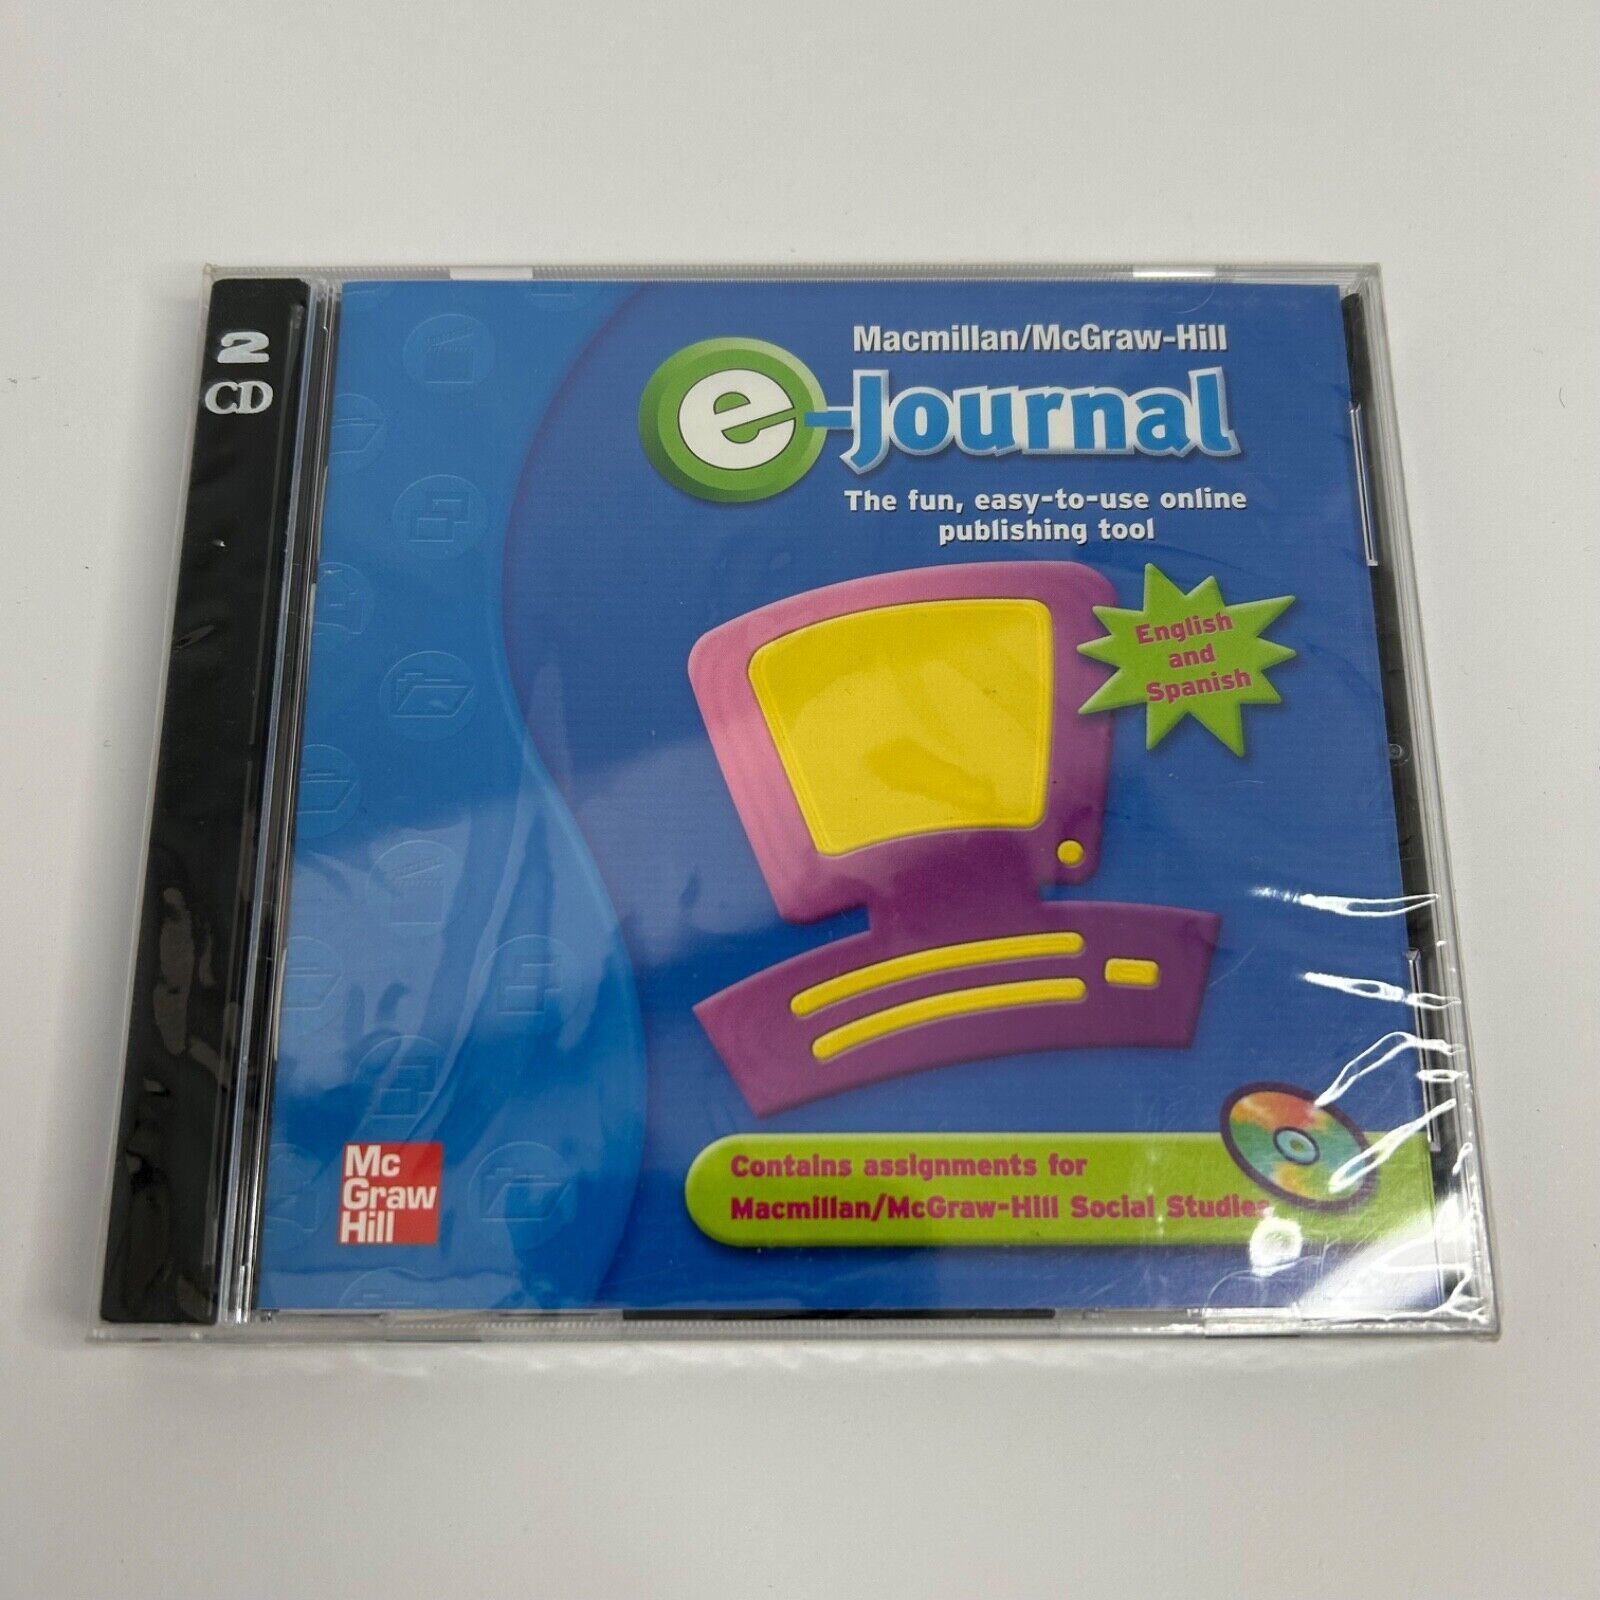 2
CD
Macmillan/McGraw-Hill
e-Journal
The fun, easy-to-use online
publishing tool
English
and
Spanish
Contains assignments for
Macmillan/McGraw-Hill Social Studies
Mc
Graw
Hill